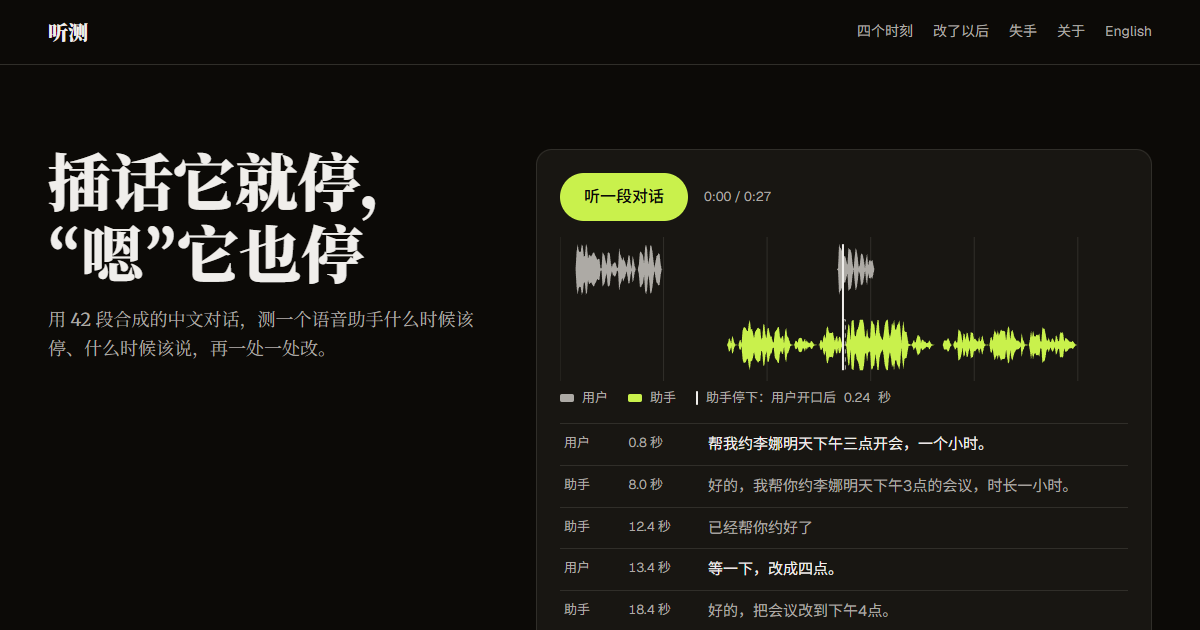 听测
四个时刻 改了以后 失手 关于 English
插话它就停，
“嗯”它也停
用 42 段合成的中文对话，测一个语音助手什么时候该
停、什么时候该说，再一处一处改。
听一段对话 0:00 / 0:27
用户 助手 助手停下：用户开口后 0.24 秒
用户 0.8 秒 帮我约李娜明天下午三点开会，一个小时。
助手 8.0 秒 好的，我帮你约李娜明天下午3点的会议，时长一小时。
助手 12.4 秒 已经帮你约好了
用户 13.4 秒 等一下，改成四点。
助手 18.4 秒 好的，把会议改到下午4点。